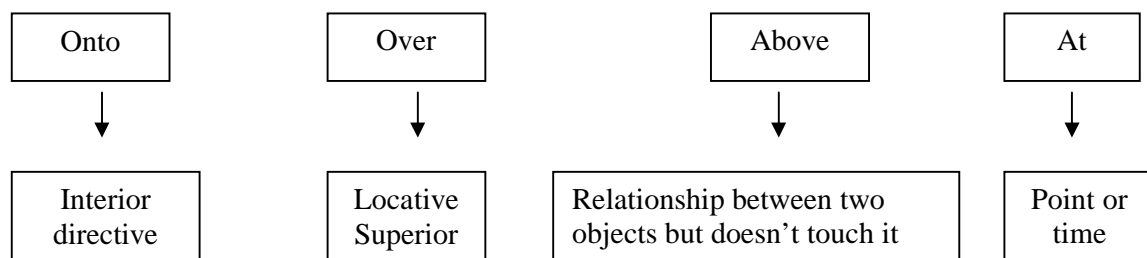 Onto
Over
Above
At
Interior
directive
Locative
Superior
Relationship between two
objects but doesn’t touch it
Point or
time